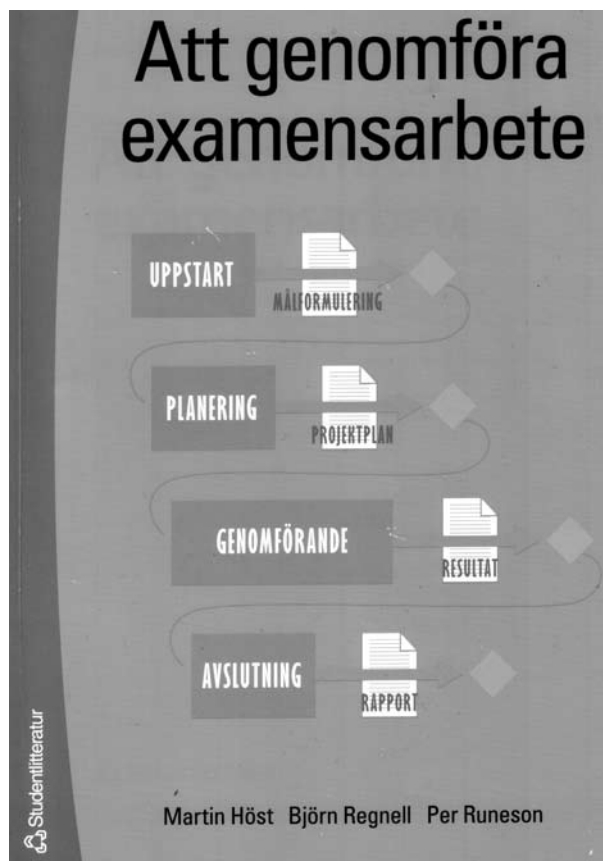 Att genomföra
examensarbete
UPPSTART
MÅLFORMULERING
PLANERING
PROJEKTPLAN
GENOMFÖRANDE
RESULTAT
AVSLUTNING
RAPPORT
Studentlitteratur
Martin Höst Björn Regnell Per Runeson